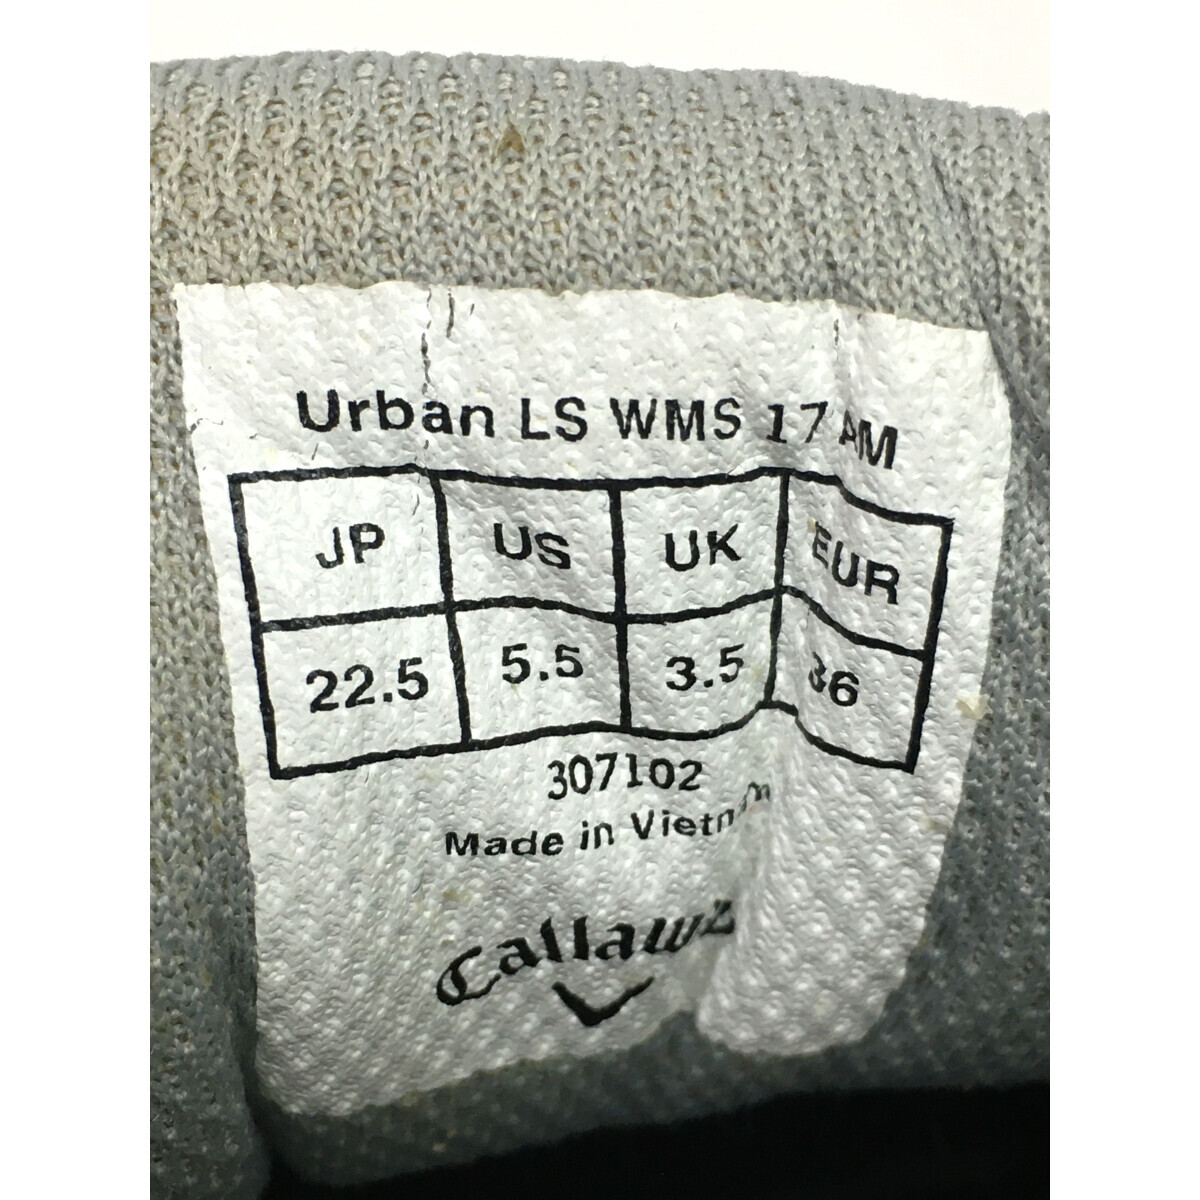 Urban LS WMS 17 AM
JP US UK EUR
22.5 5.5 3.5 36
307102
Made in Vietnam
Callaway